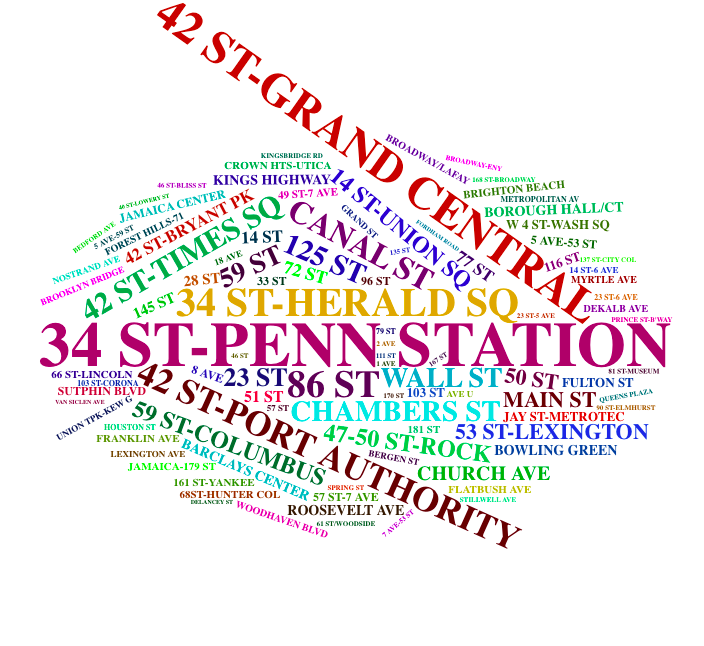 42 ST-GRAND CENTRAL
BROADWAY/LAFAY
BROADWAY-ENY
KINGSBRIDGE RD
CROWN HTS-UTICA
KINGS HIGHWAY
14 ST-UNION SQ
168 ST-BROADWAY
BRIGHTON BEACH
METROPOLITAN AV
46 ST-BLISS ST
49 ST-7 AVE
46 ST-LOWERY ST
JAMAICA CENTER
42 ST-BRYANT PK
BOROUGH HALL/CT
CANAL ST
GRAND ST
FORDHAM ROAD
W 4 ST-WASH SQ
BEDFORD AVE
5 AVE-59 ST
FOREST HILLS-71
42 ST-TIMES SQ
14 ST
125 ST
135 ST
77 ST
5 AVE-53 ST
NOSTRAND AVE
18 AVE
59 ST
116 ST
137 ST-CITY COL
BROOKLYN BRIDGE
28 ST
33 ST
72 ST
96 ST
14 ST-6 AVE
MYRTLE AVE
145 ST
34 ST-HERALD SQ
23 ST-5 AVE
23 ST-6 AVE
DEKALB AVE
PRINCE ST-B'WAY
34 ST-PENN STATION
79 ST
2 AVE
46 ST
111 ST
1 AVE
167 ST
66 ST-LINCOLN
103 ST-CORONA
SUTPHIN BLVD
VAN SICLEN AVE
42 ST-PORT AUTHORITY
8 AVE
23 ST
86 ST
WALL ST
50 ST
FULTON ST
81 ST-MUSEUM
51 ST
57 ST
170 ST
103 ST
AVE U
MAIN ST
QUEENS PLAZA
90 ST-ELMHURST
UNION TPK-KEW G
59 ST-COLUMBUS
CHAMBERS ST
JAY ST-METROTEC
HOUSTON ST
FRANKLIN AVE
47-50 ST-ROCK
181 ST
53 ST-LEXINGTON
LEXINGTON AVE
BARCLAYS CENTER
BERGEN ST
BOWLING GREEN
JAMAICA-179 ST
CHURCH AVE
161 ST-YANKEE
68ST-HUNTER COL
SPRING ST
57 ST-7 AVE
FLATBUSH AVE
STILLWELL AVE
DELANCEY ST
WOODHAVEN BLVD
ROOSEVELT AVE
61 ST/WOODSIDE
7 AVE-53 ST